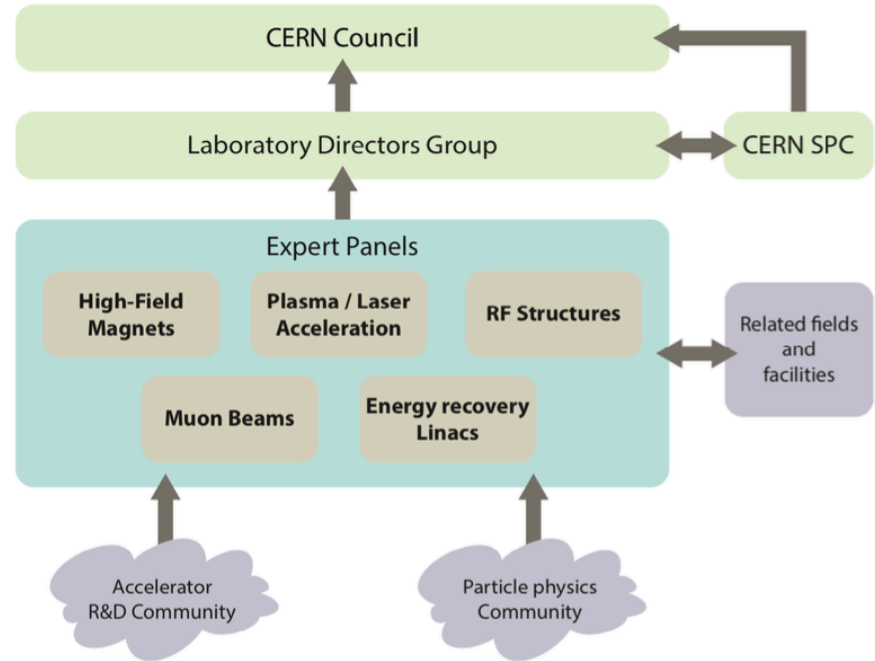 CERN Council
Laboratory Directors Group
CERN SPC
Expert Panels
High-Field
Magnets
Plasma / Laser
Acceleration
RF Structures
Related fields
and
facilities
Muon Beams
Energy recovery
Linacs
Accelerator
R&D Community
Particle physics
Community